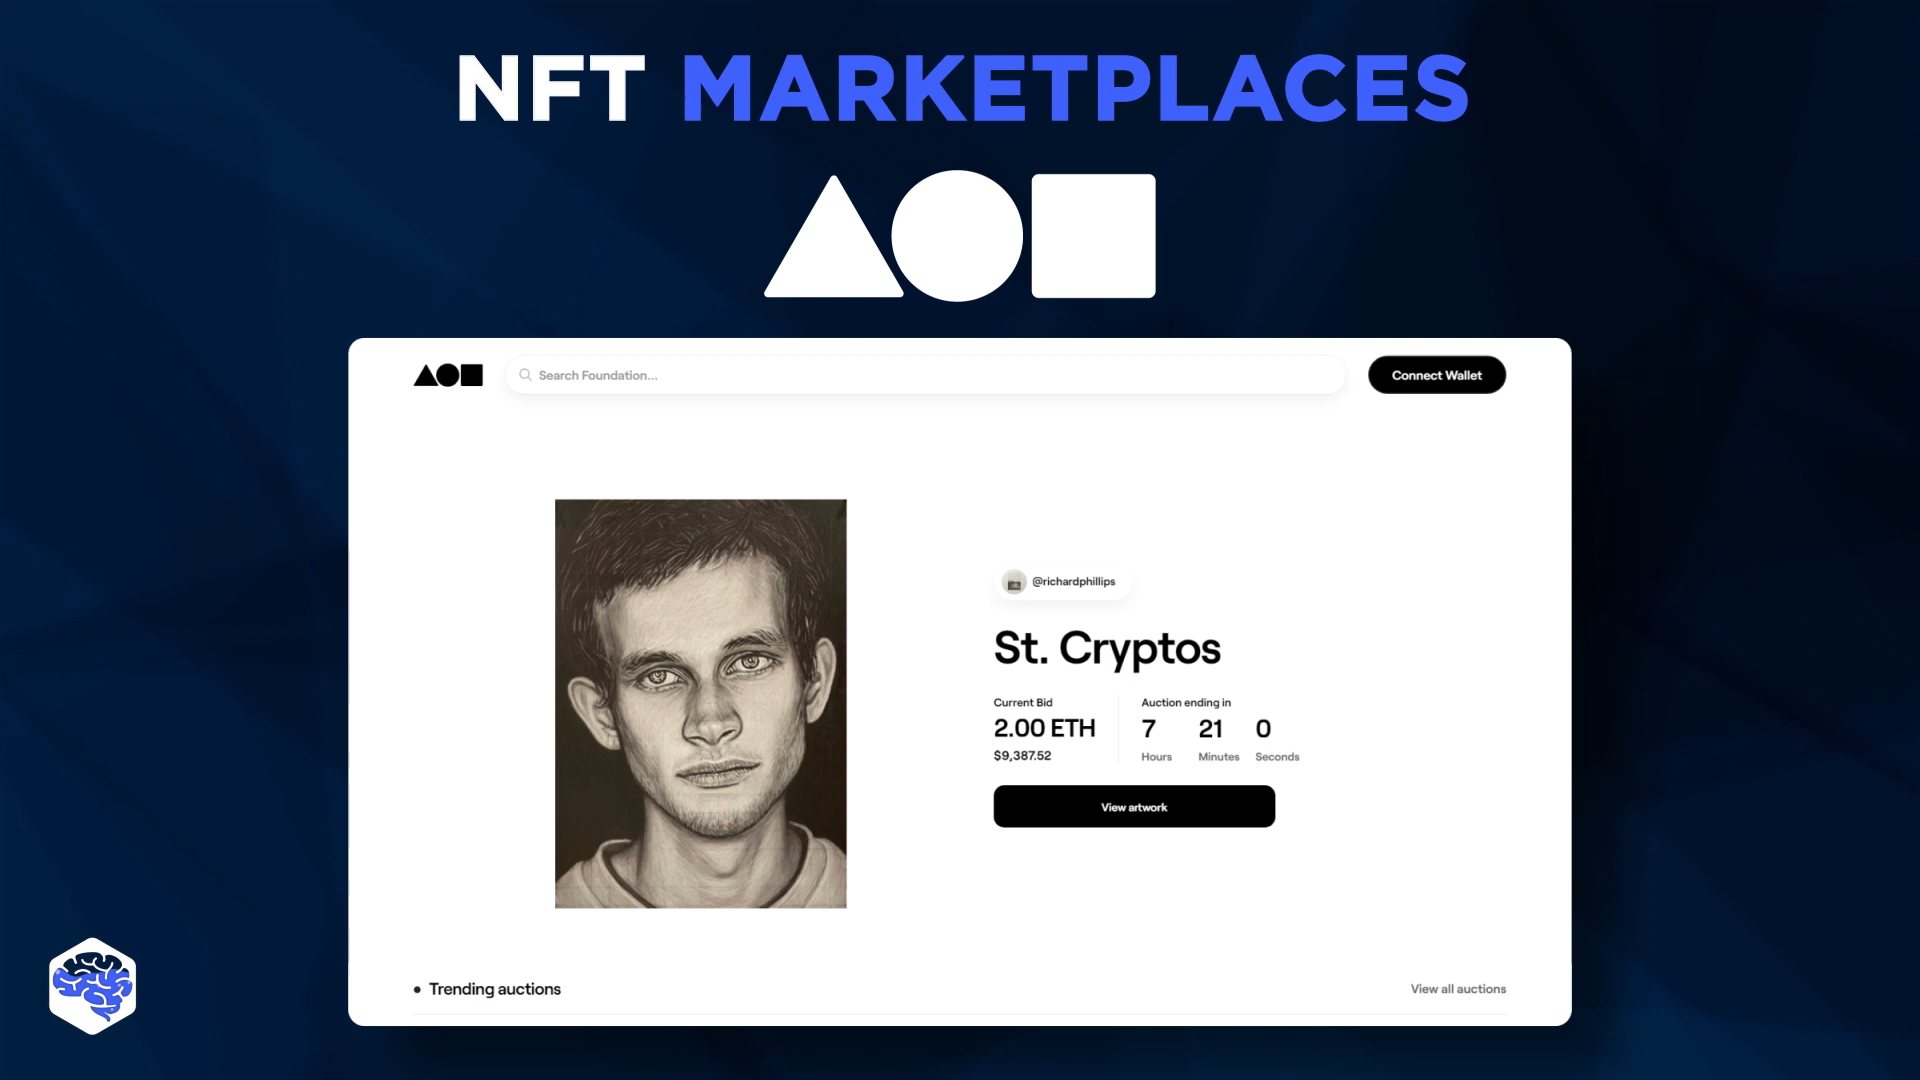 NFT MARKETPLACES
Search Foundation...
Connect Wallet
@richardphillips
St. Cryptos
Current Bid
2.00 ETH
$9,387.52
Auction ending in
7 21 0
Hours Minutes Seconds
View artwork
Trending auctions
View all auctions